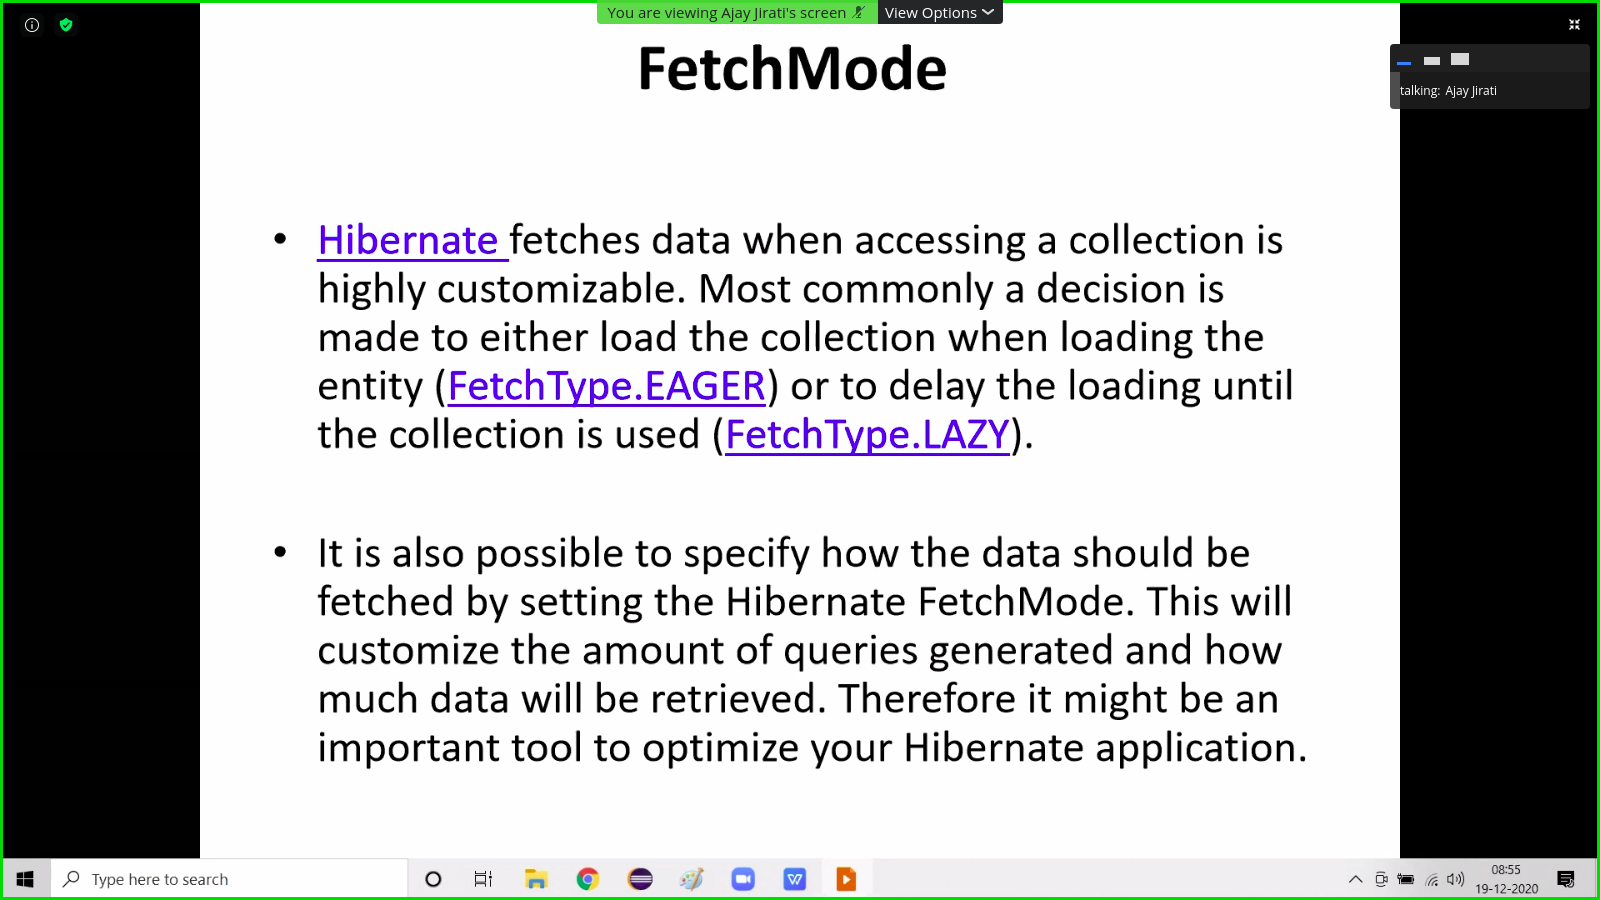 You are viewing Ajay Jirati's screen View Options
talking: Ajay Jirati
FetchMode
• Hibernate fetches data when accessing a collection is
highly customizable. Most commonly a decision is
made to either load the collection when loading the
entity (FetchType.EAGER) or to delay the loading until
the collection is used (FetchType.LAZY).
• It is also possible to specify how the data should be
fetched by setting the Hibernate FetchMode. This will
customize the amount of queries generated and how
much data will be retrieved. Therefore it might be an
important tool to optimize your Hibernate application.
Type here to search
08:55
19-12-2020